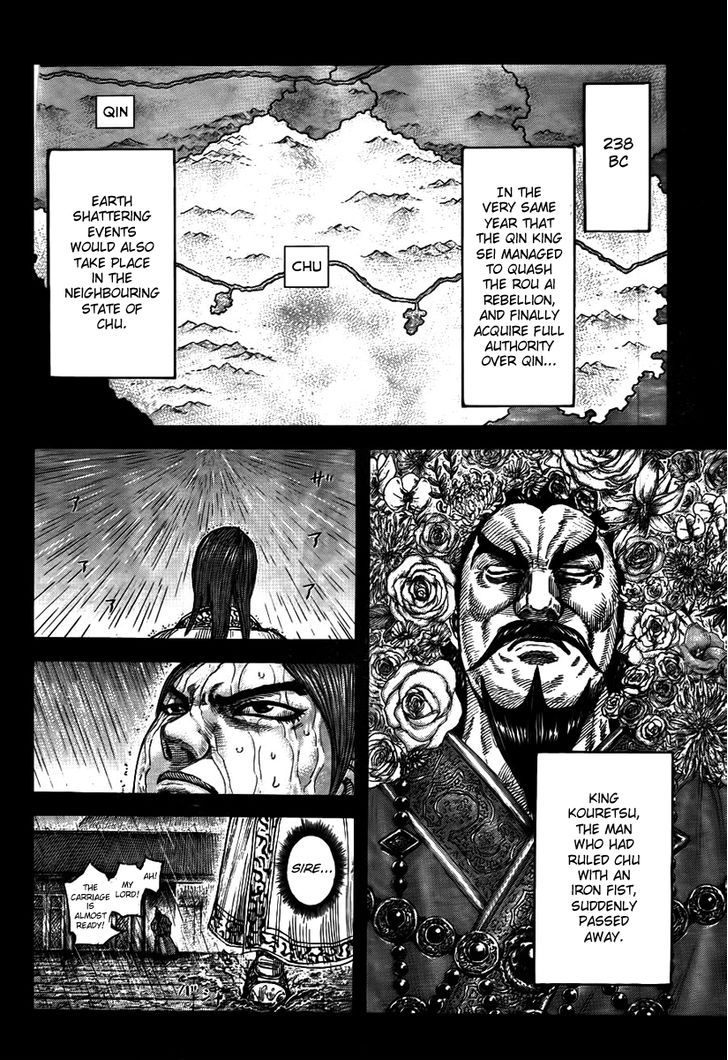 238
BC
IN THE
VERY SAME
YEAR THAT
THE QIN KING
SEI MANAGED
TO QUASH
THE ROU AI
REBELLION,
AND FINALLY
ACQUIRE FULL
AUTHORITY
OVER QIN...
QIN
CHU
EARTH
SHATTERING
EVENTS
WOULD ALSO
TAKE PLACE
IN THE
NEIGHBOURING
STATE OF
CHU.
KING
KOURETSU,
THE MAN
WHO HAD
RULED CHU
WITH AN
IRON FIST,
SUDDENLY
PASSED
AWAY.
SIRE...
AH!
MY
LORD!
THE
CARRIAGE
IS
ALMOST
READY!